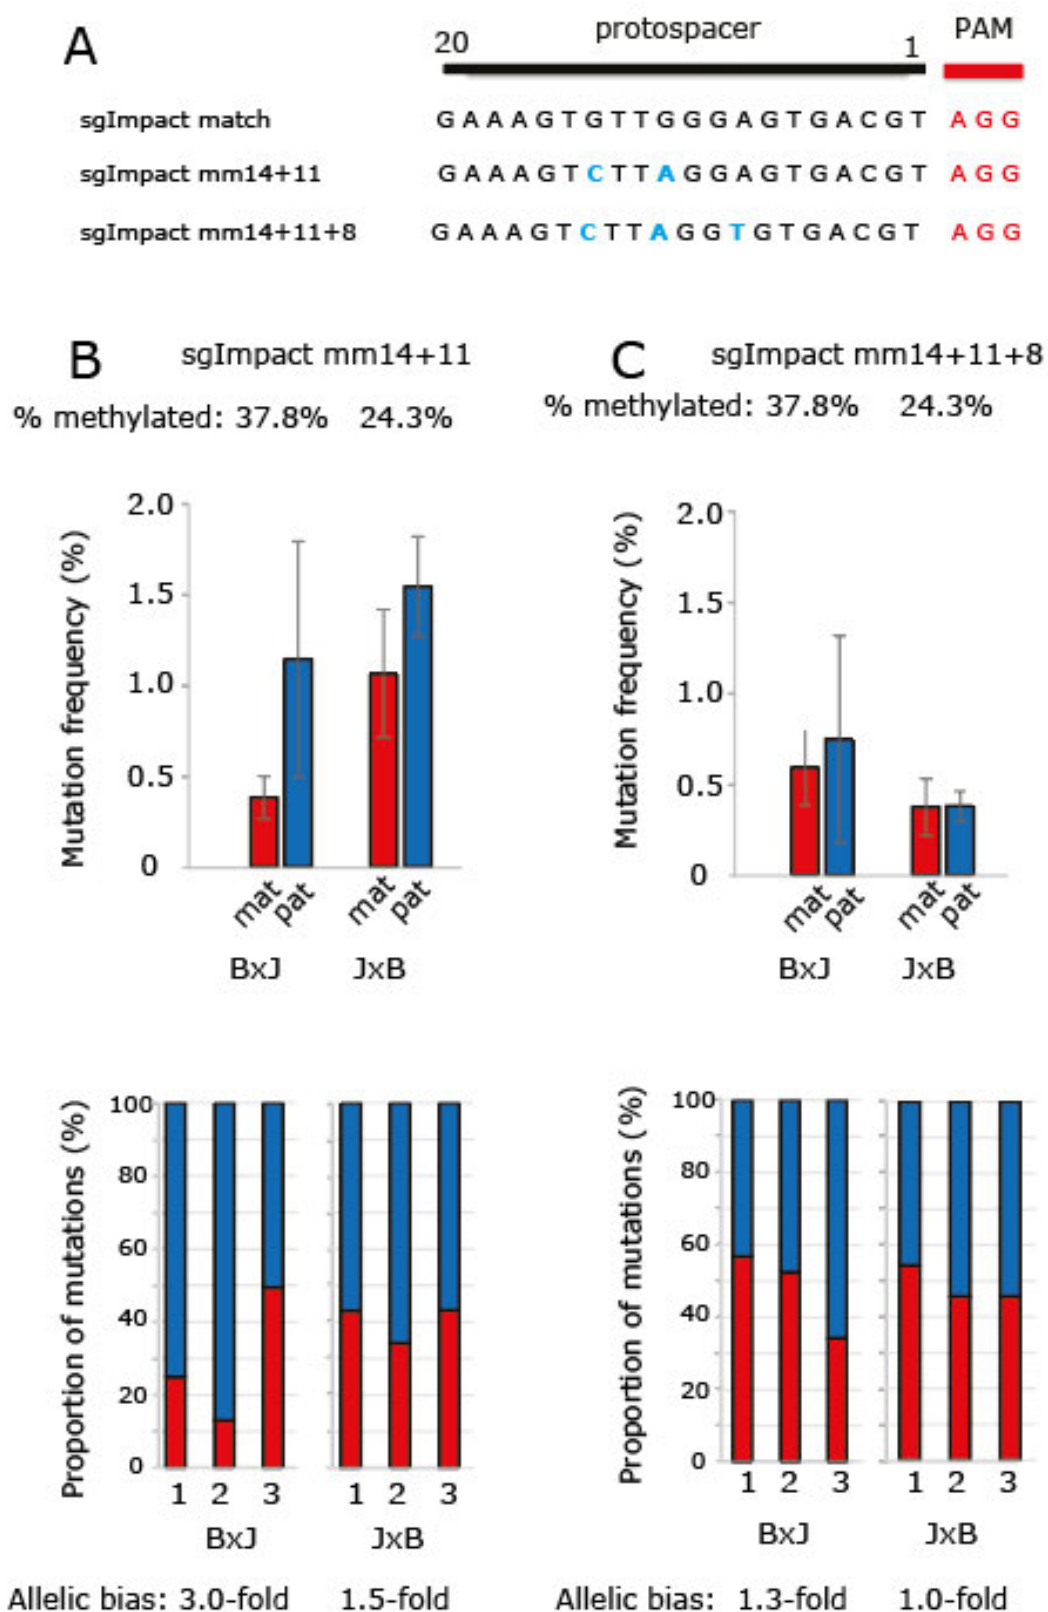 A
20 protospacer 1 PAM
sgImpact match GAAAGTGTTGGGAGTGACGT AGG
sgImpact mm14+11 GAAAGTCTTAGGAGTGACGT AGG
sgImpact mm14+11+8 GAAAGTCTTAGGTGTGACGT AGG
B sgImpact mm14+11
% methylated: 37.8% 24.3%
Mutation frequency (%)
2.0
1.5
1.0
0.5
0
mat pat mat pat
BxJ JxB
Proportion of mutations (%)
100
80
60
40
20
0
1 2 3 1 2 3
BxJ JxB
Allelic bias: 3.0-fold 1.5-fold
C sgImpact mm14+11+8
% methylated: 37.8% 24.3%
Mutation frequency (%)
2.0
1.5
1.0
0.5
0
mat pat mat pat
BxJ JxB
Proportion of mutations (%)
100
80
60
40
20
0
1 2 3 1 2 3
BxJ JxB
Allelic bias: 1.3-fold 1.0-fold